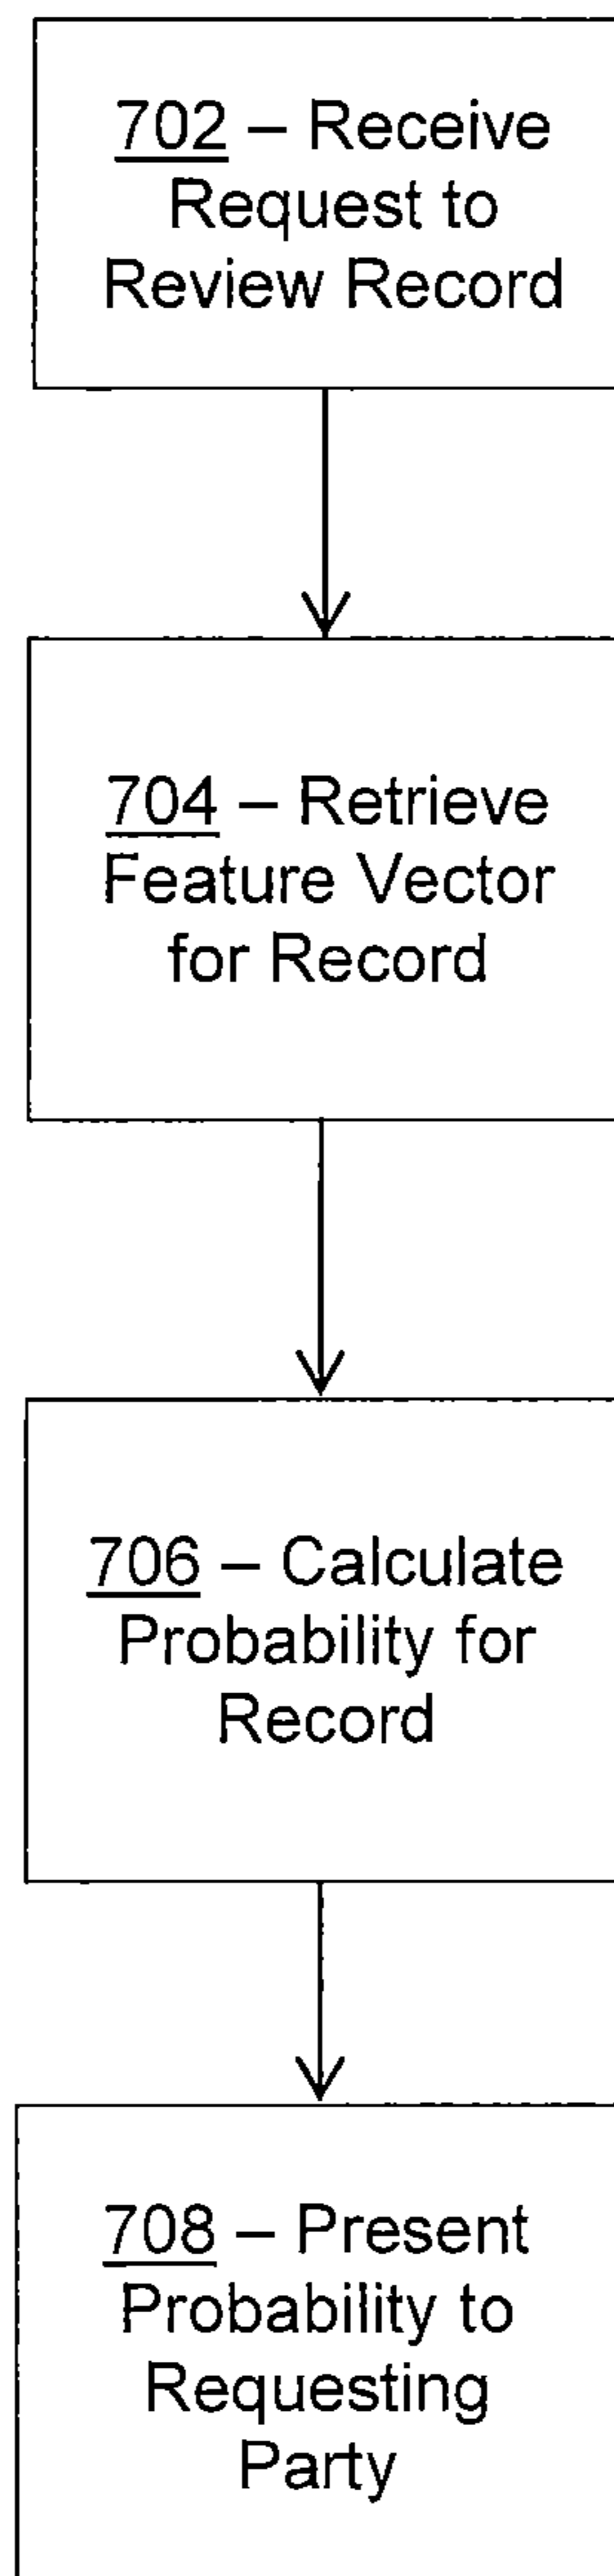 702 – Receive
Request to
Review Record
704 – Retrieve
Feature Vector
for Record
706 – Calculate
Probability for
Record
708 – Present
Probability to
Requesting
Party